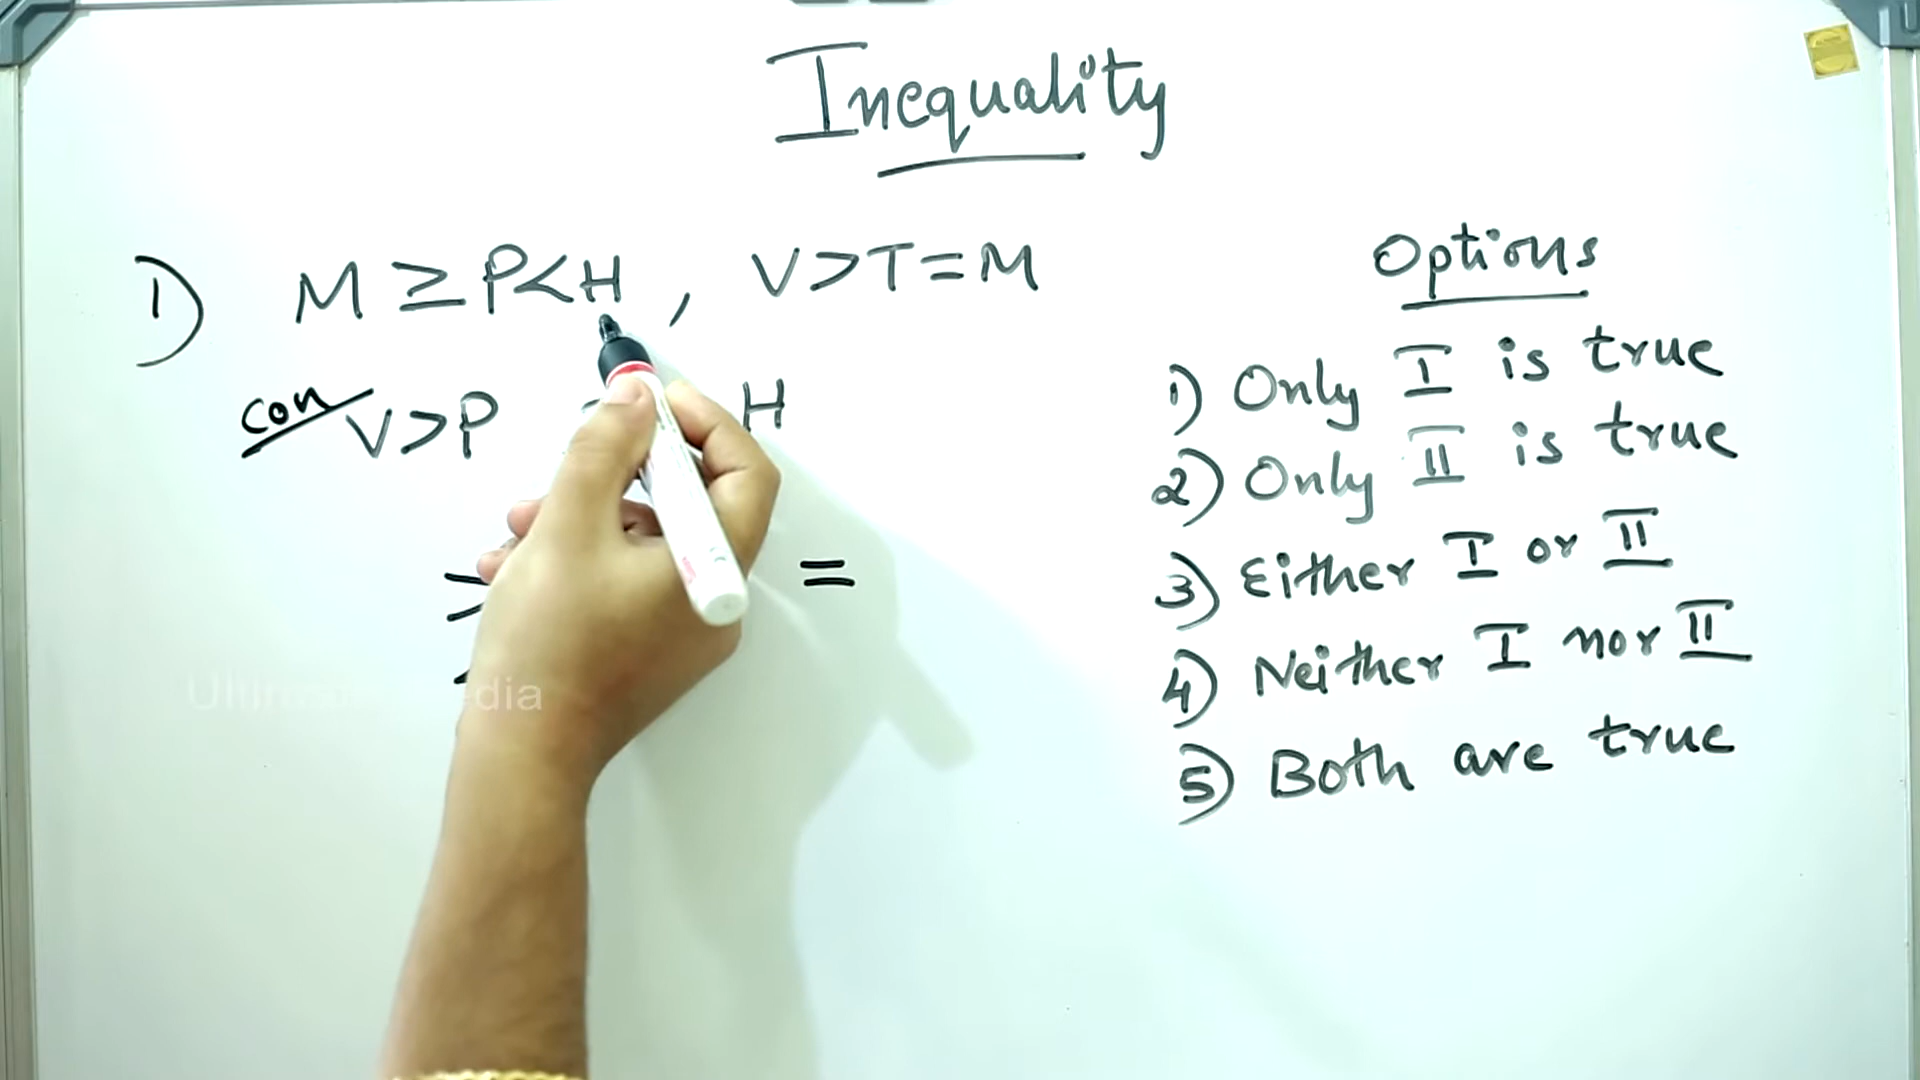 Inequality
1) M ≥ P<H , V>T=M
con V>P H
> =
Options
1) Only I is true
2) Only II is true
3) Either I or II
4) Neither I nor II
5) Both are true